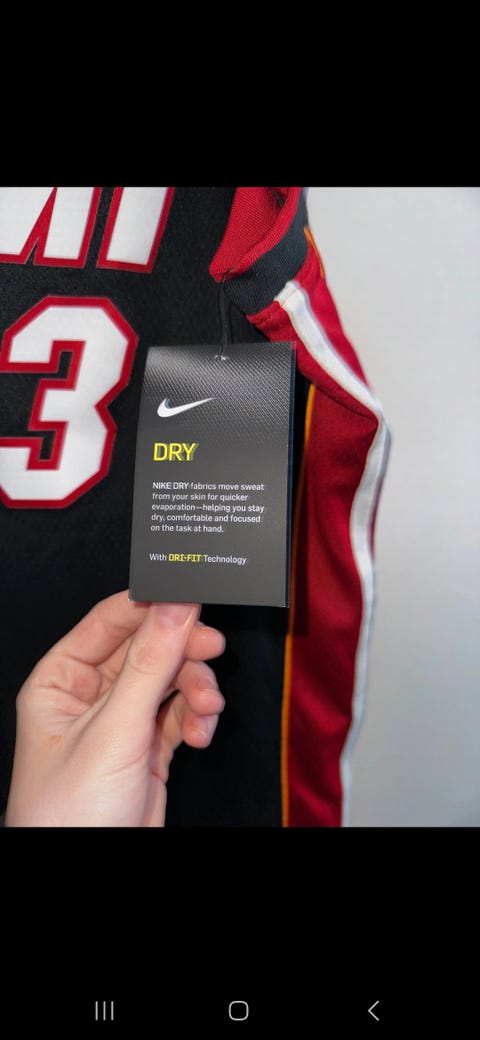 3
DRY
NIKE DRY fabrics move sweat
from your skin for quicker
evaporation—helping you stay
dry, comfortable and focused
on the task at hand.
With DRI-FIT Technology